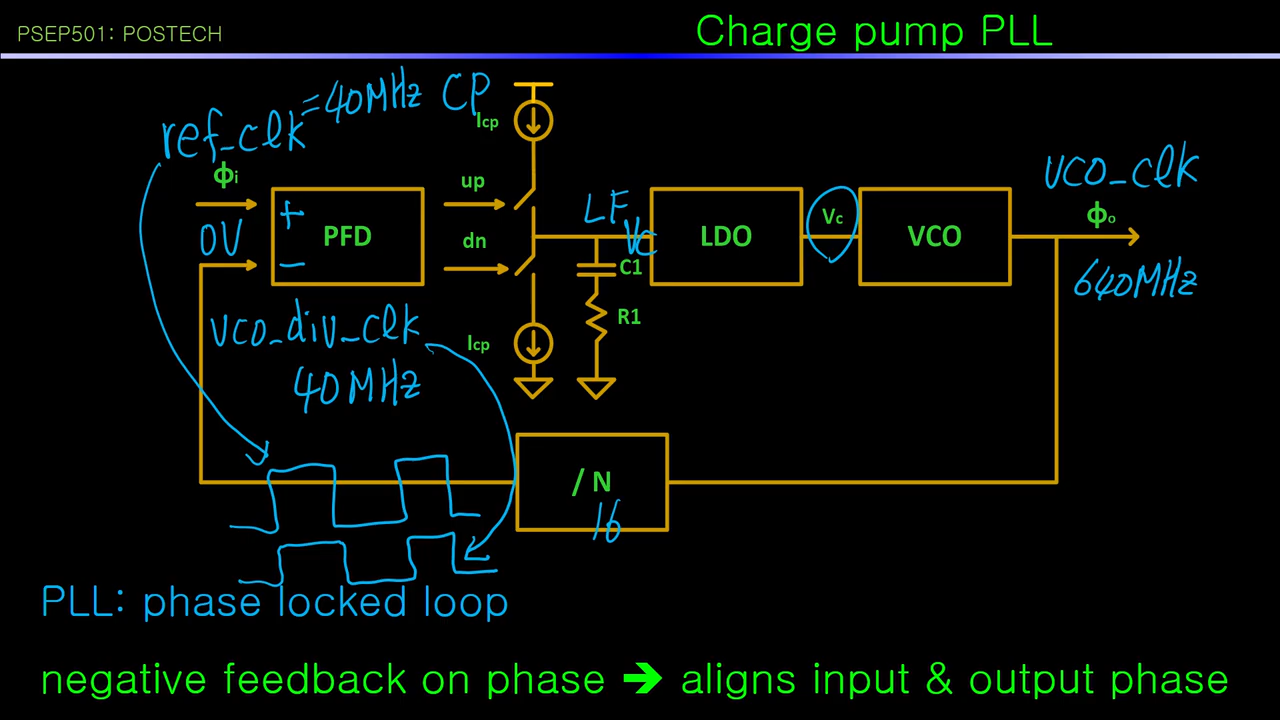 PSEP501: POSTECH
Charge pump PLL
ref_clk = 40MHz
CP
Icp
ϕi
up
0V
+
−
PFD
dn
LF
Vc
LDO
Vc
VCO
vco_clk
ϕo
640MHz
C1
R1
vco_div_clk
40MHz
Icp
/ N
16
PLL: phase locked loop
negative feedback on phase ➔ aligns input & output phase